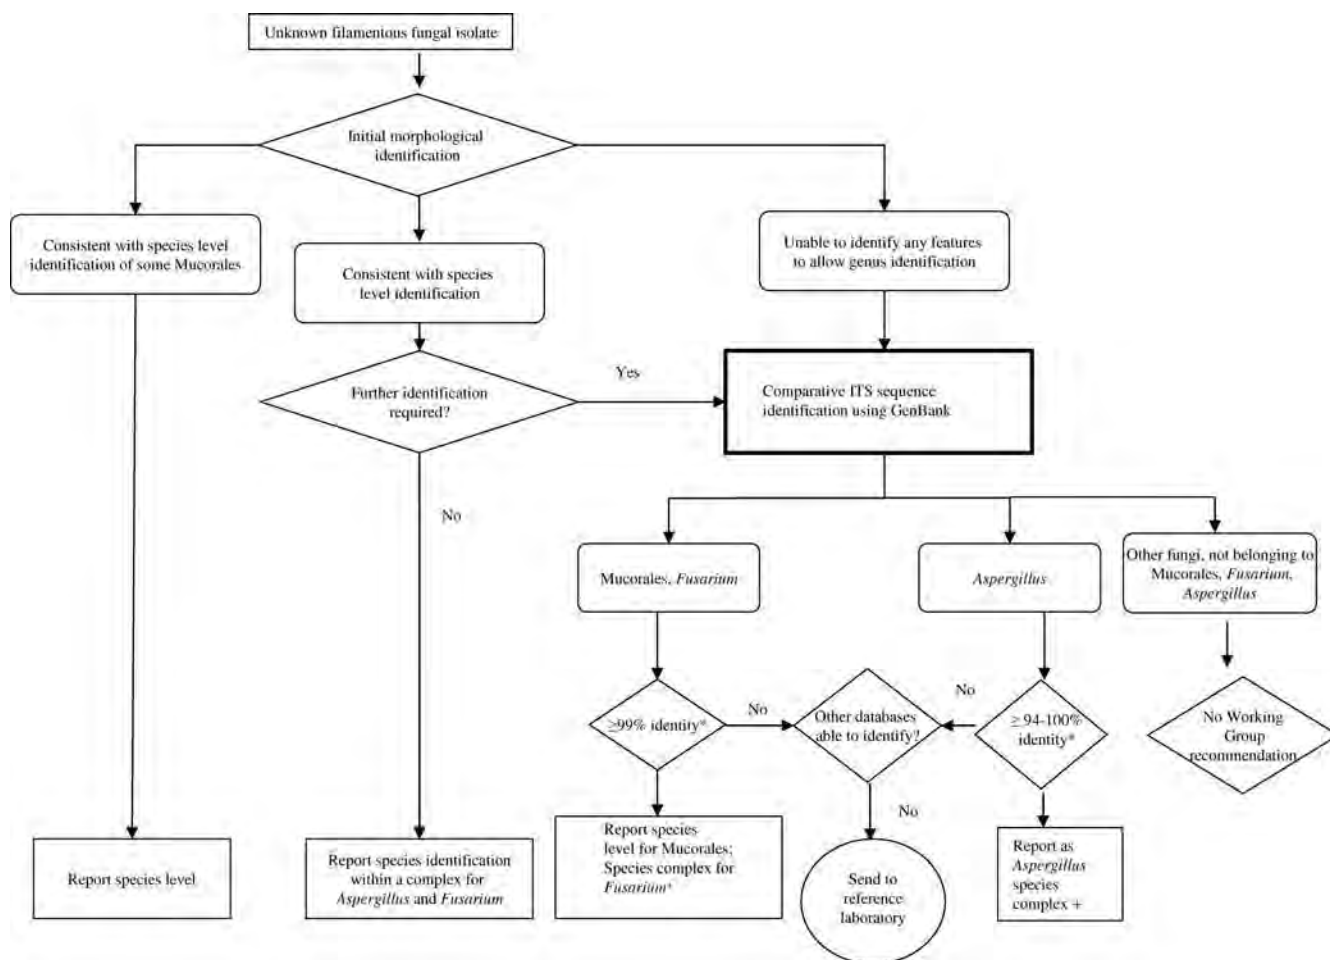 Unknown filamentous fungal isolate
Initial morphological
identification
Consistent with species level
identification of some Mucorales
Consistent with species
level identification
Unable to identify any features
to allow genus identification
Further identification
required?
Yes
Comparative ITS sequence
identification using GenBank
No
Mucorales, Fusarium
Aspergillus
Other fungi, not belonging to
Mucorales, Fusarium,
Aspergillus
≥99% identity*
No
Other databases
able to identify?
No
≥ 94-100%
identity*
No Working
Group
recommendation
No
Report species level
Report species identification
within a complex for
Aspergillus and Fusarium
Report species
level for Mucorales;
Species complex for
Fusarium+
Send to
reference
laboratory
Report as
Aspergillus
species
complex +